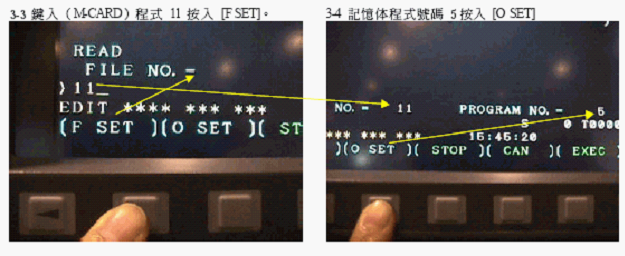 3-3 鍵入（M-CARD）程式 11 按入 [F SET]。
READ
FILE NO. =
)11_
EDIT **** *** ***
(F SET )(O SET )( ST
3-4 記憶体程式號碼 5按入 [O SET]
NO. = 11 PROGRAM NO. = 5
S 0 T0000
*** *** *** 15:45:20
)(O SET )( STOP )( CAN )( EXEC )